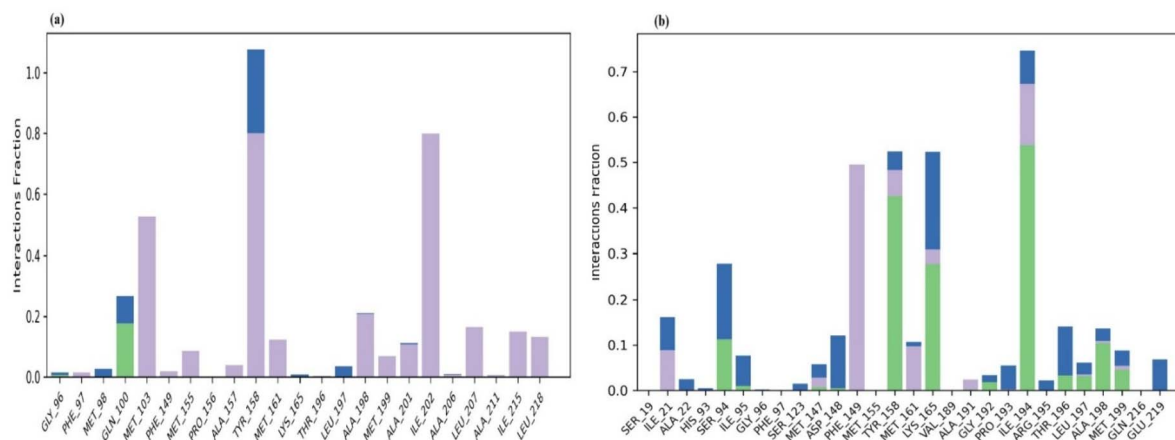 (a)
Interactions Fraction
1.0
0.8
0.6
0.4
0.2
0.0
GLY_96
PHE_97
MET_98
GLN_100
MET_103
PHE_149
MET_155
PRO_156
ALA_157
TYR_158
MET_161
LYS_165
THR_196
LEU_197
ALA_198
MET_199
ALA_201
ILE_202
ALA_206
LEU_207
ALA_211
ILE_215
LEU_218
(b)
Interactions Fraction
0.7
0.6
0.5
0.4
0.3
0.2
0.1
0.0
SER_19
ILE_21
ALA_22
HIS_93
SER_94
ILE_95
GLY_96
PHE_97
SER_123
MET_147
ASP_148
PHE_149
MET_155
TYR_158
MET_161
LYS_165
VAL_189
ALA_191
GLY_192
PRO_193
ILE_194
ARG_195
THR_196
LEU_197
ALA_198
MET_199
GLN_216
GLU_219